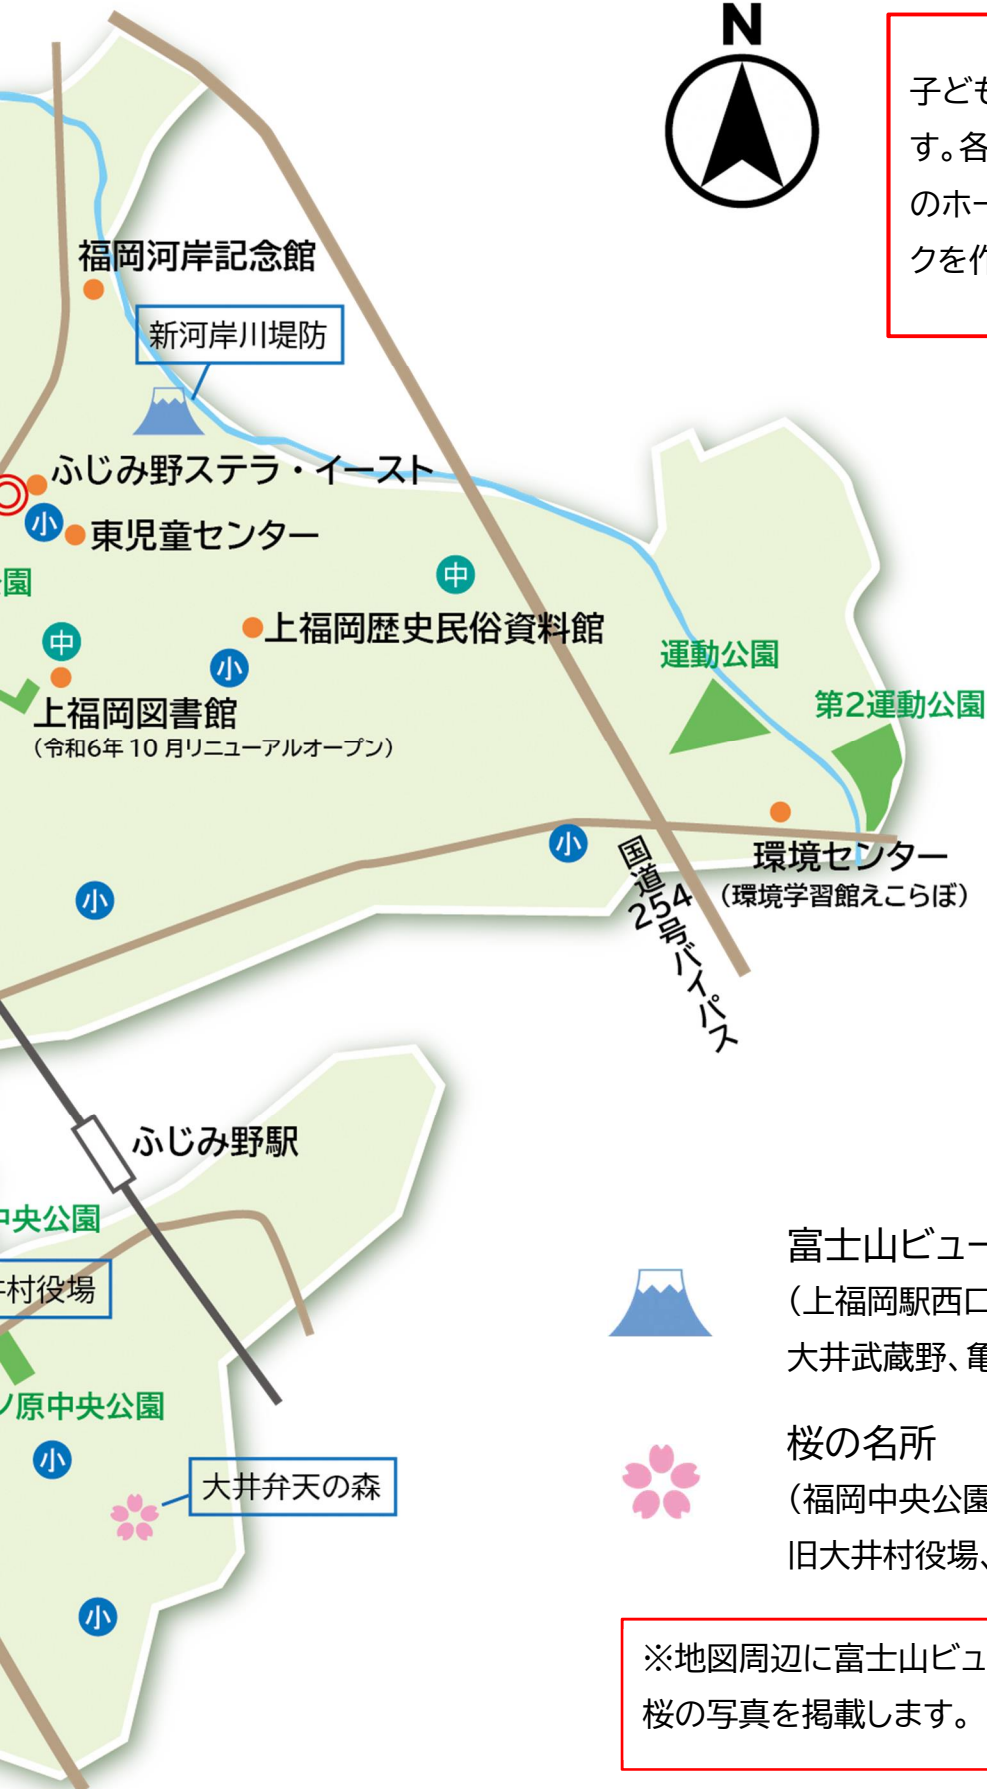 N
子ども
す。各
のホー
クを作
福岡河岸記念館
新河岸川堤防
ふじみ野ステラ・イースト
小
東児童センター
園
中
中
上福岡歴史民俗資料館
小
上福岡図書館
（令和6年10月リニューアルオープン）
運動公園
第2運動公園
小
国道254号バイパス
環境センター
（環境学習館えこらぼ）
小
ふじみ野駅
中央公園
村役場
ノ原中央公園
小
大井弁天の森
小
富士山ビュー
（上福岡駅西口
大井武蔵野、亀
桜の名所
（福岡中央公園
旧大井村役場、
※地図周辺に富士山ビュ
桜の写真を掲載します。